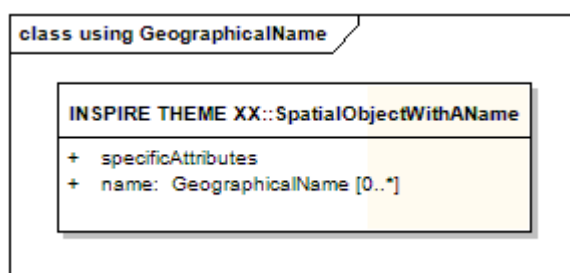 class using GeographicalName
INSPIRE THEME XX::SpatialObjectWithAName
+ specificAttributes
+ name: GeographicalName [0..*]